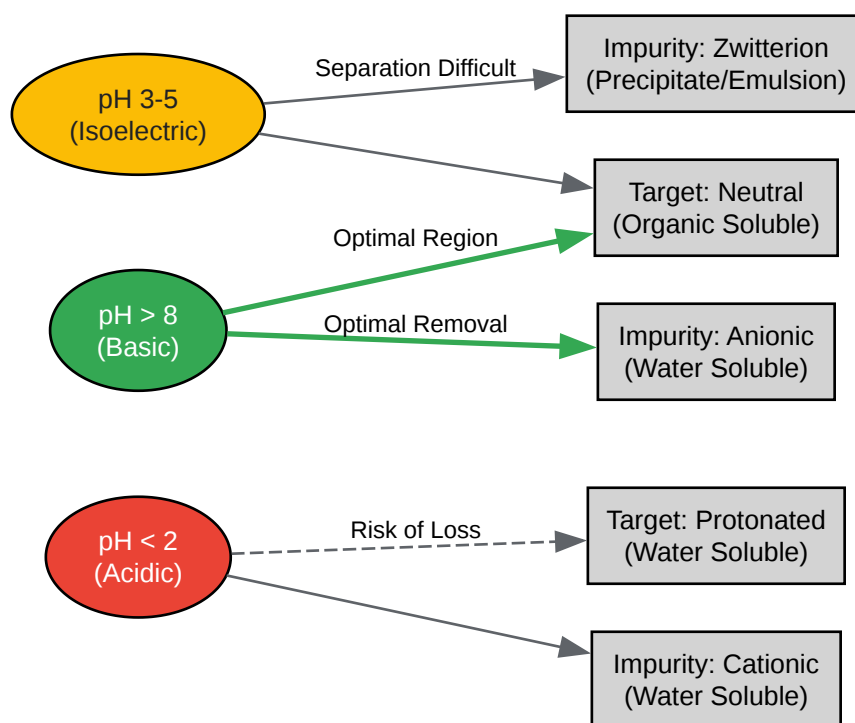 pH 3-5
(Isoelectric)
Separation Difficult
Impurity: Zwitterion
(Precipitate/Emulsion)
Target: Neutral
(Organic Soluble)
pH > 8
(Basic)
Optimal Region
Optimal Removal
Impurity: Anionic
(Water Soluble)
pH < 2
(Acidic)
Risk of Loss
Target: Protonated
(Water Soluble)
Impurity: Cationic
(Water Soluble)